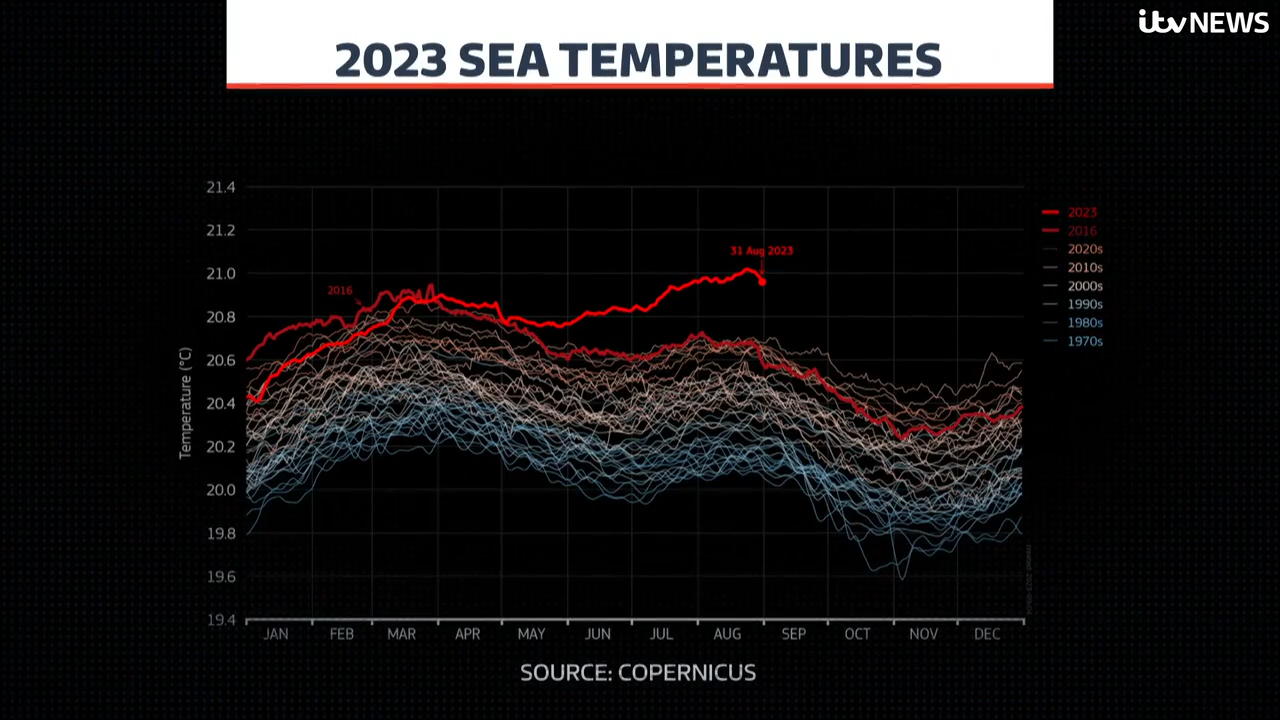 itv NEWS
2023 SEA TEMPERATURES
21.4
21.2
21.0
20.8
20.6
20.4
20.2
20.0
19.8
19.6
19.4
Temperature (°C)
2016
31 Aug 2023
2023
2016
2020s
2010s
2000s
1990s
1980s
1970s
JAN FEB MAR APR MAY JUN JUL AUG SEP OCT NOV DEC
SOURCE: COPERNICUS